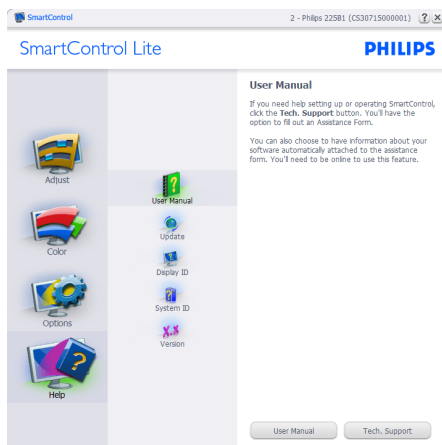 SmartControl
2 - Philips 225B1 (CS30715000001)
SmartControl Lite
PHILIPS
Adjust
Color
Options
Help
User Manual
Update
Display ID
System ID
Version
User Manual
If you need help setting up or operating SmartControl,
click the Tech. Support button. You'll have the
option to fill out an Assistance Form.
You can also choose to have information about your
software automatically attached to the assistance
form. You'll need to be online to use this feature.
User Manual
Tech. Support